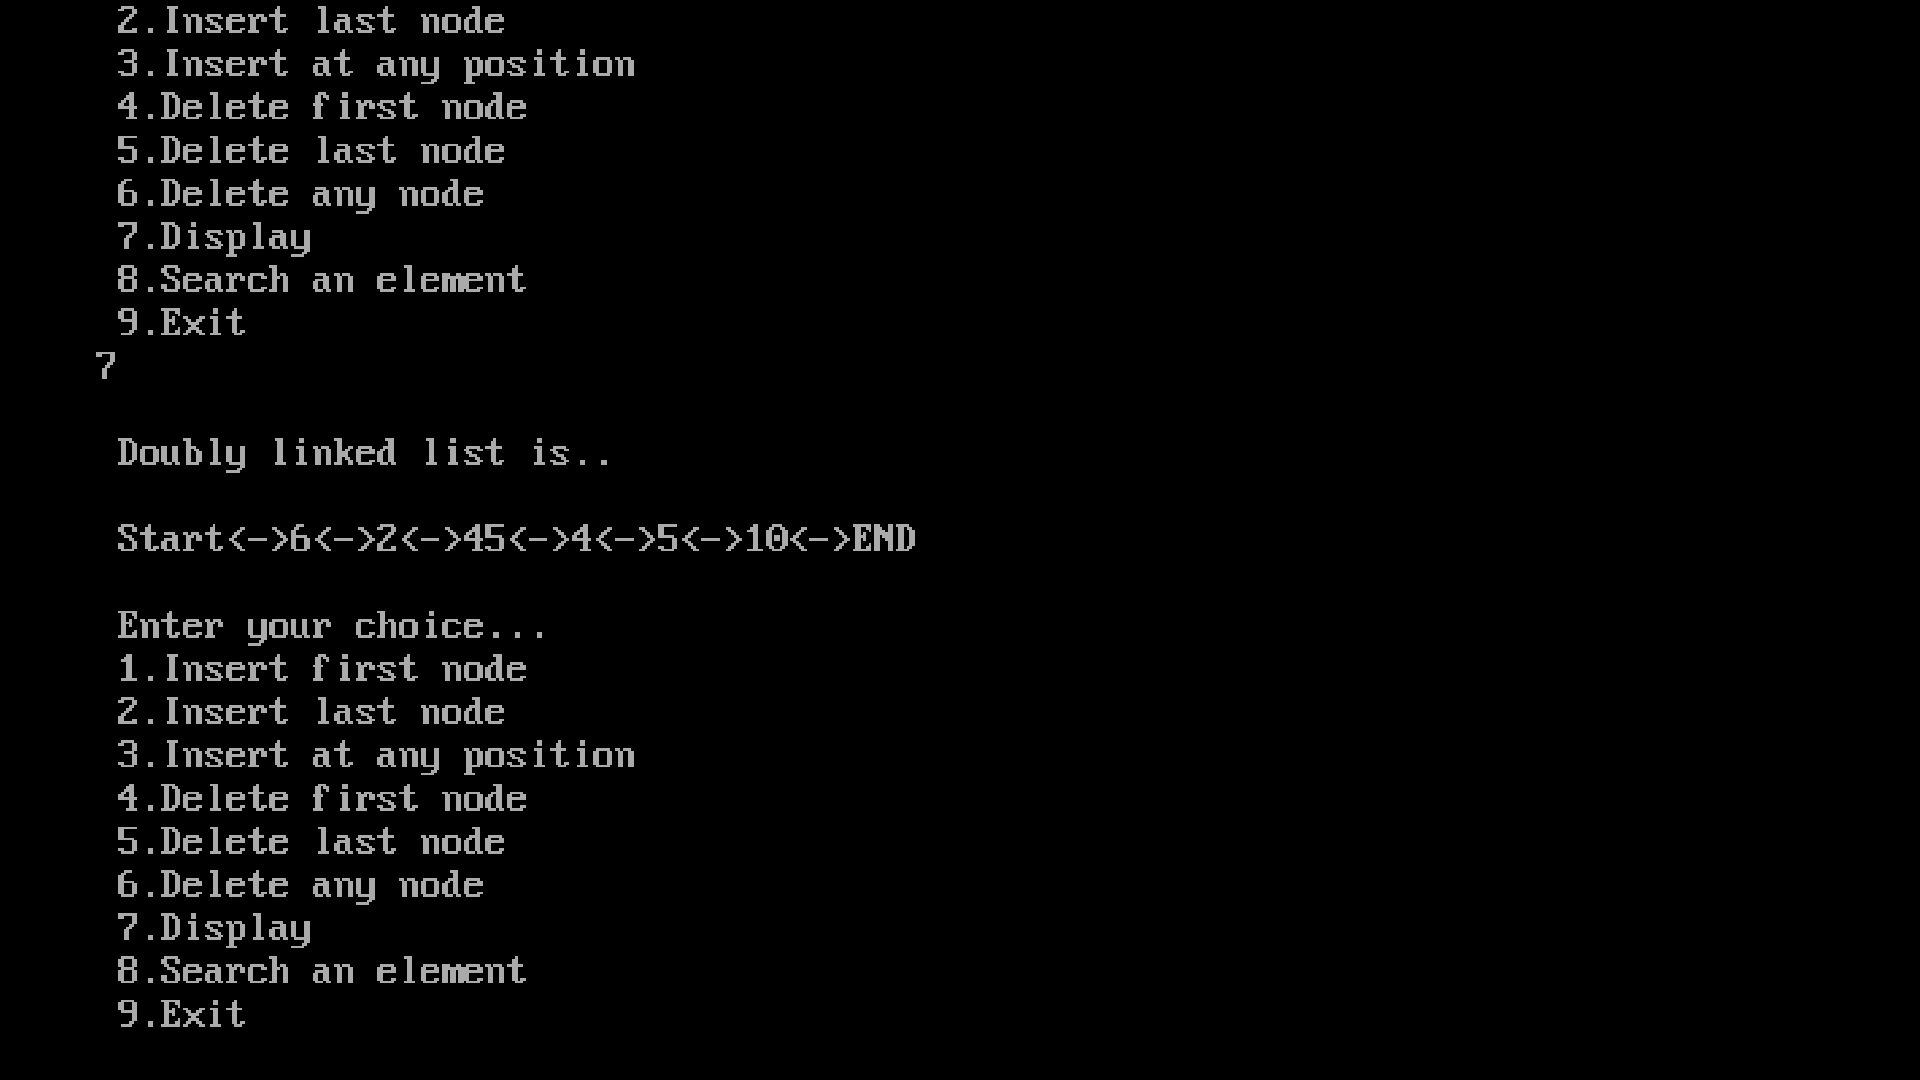 2.Insert last node
3.Insert at any position
4.Delete first node
5.Delete last node
6.Delete any node
7.Display
8.Search an element
9.Exit
7
Doubly linked list is..
Start<->6<->2<->45<->4<->5<->10<->END
Enter your choice...
1.Insert first node
2.Insert last node
3.Insert at any position
4.Delete first node
5.Delete last node
6.Delete any node
7.Display
8.Search an element
9.Exit